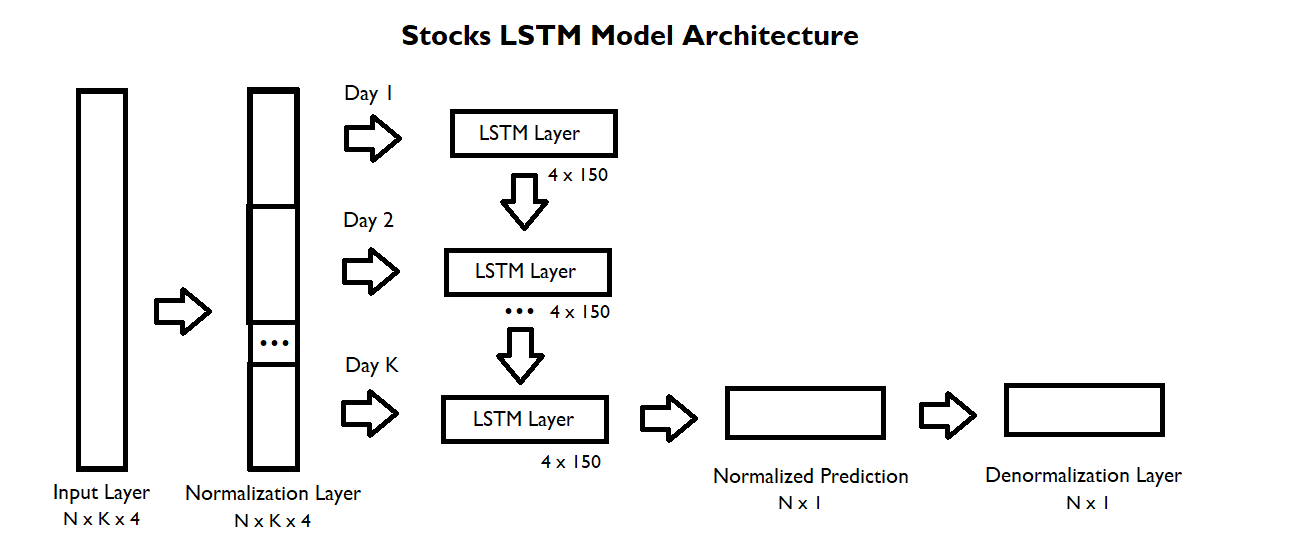 Stocks LSTM Model Architecture
Day 1
LSTM Layer
4 x 150
Day 2
LSTM Layer
••• 4 x 150
•••
Day K
LSTM Layer
4 x 150
Input Layer
N x K x 4
Normalization Layer
N x K x 4
Normalized Prediction
N x 1
Denormalization Layer
N x 1